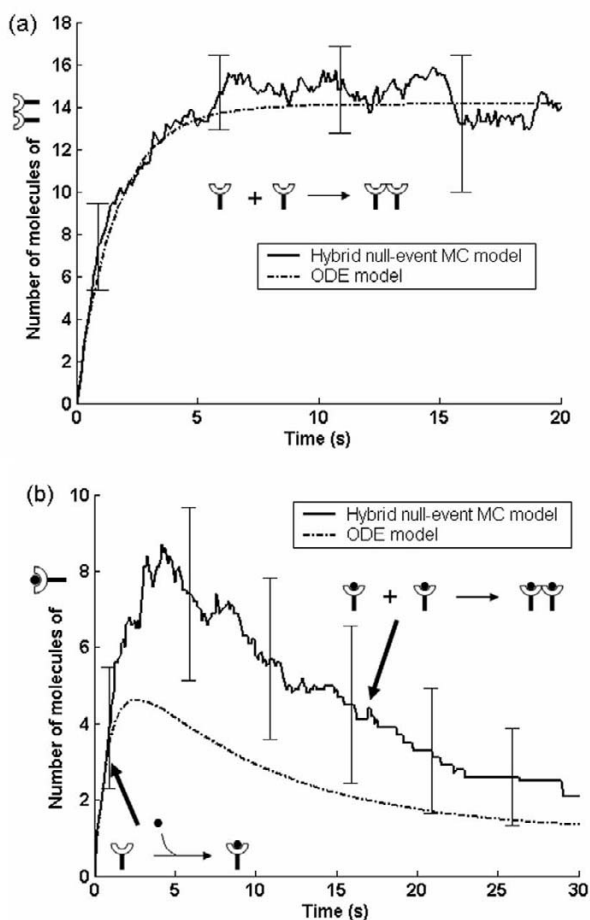 (a)
18
16
14
12
10
8
6
4
2
0
Number of molecules of
+
Hybrid null-event MC model
ODE model
0 5 10 15 20
Time (s)
(b)
10
8
6
4
2
0
Number of molecules of
Hybrid null-event MC model
ODE model
+
0 5 10 15 20 25 30
Time (s)